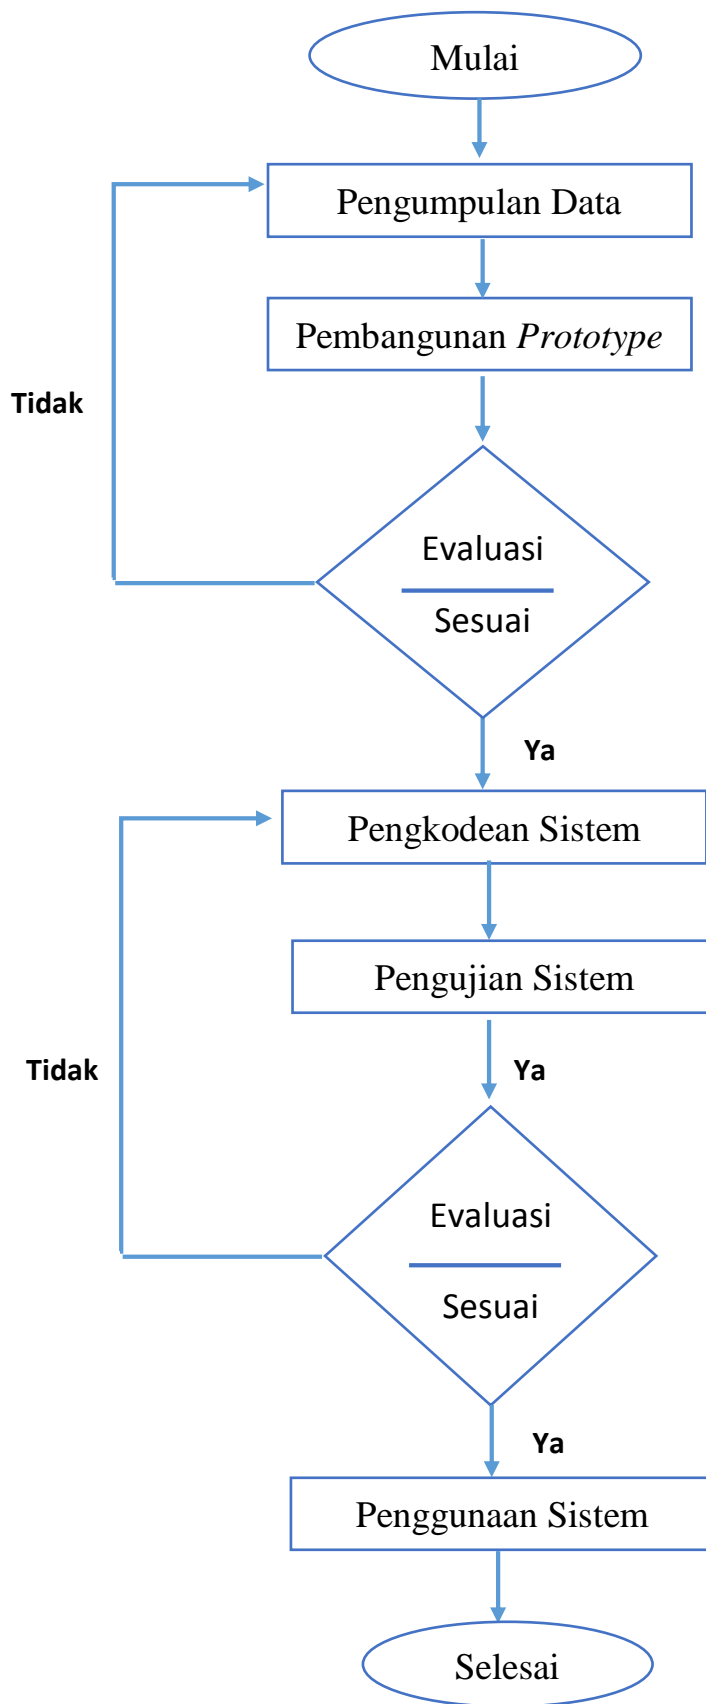 Mulai
Pengumpulan Data
Pembangunan Prototype
Tidak
Evaluasi
Sesuai
Ya
Pengkodean Sistem
Pengujian Sistem
Tidak
Ya
Evaluasi
Sesuai
Ya
Penggunaan Sistem
Selesai